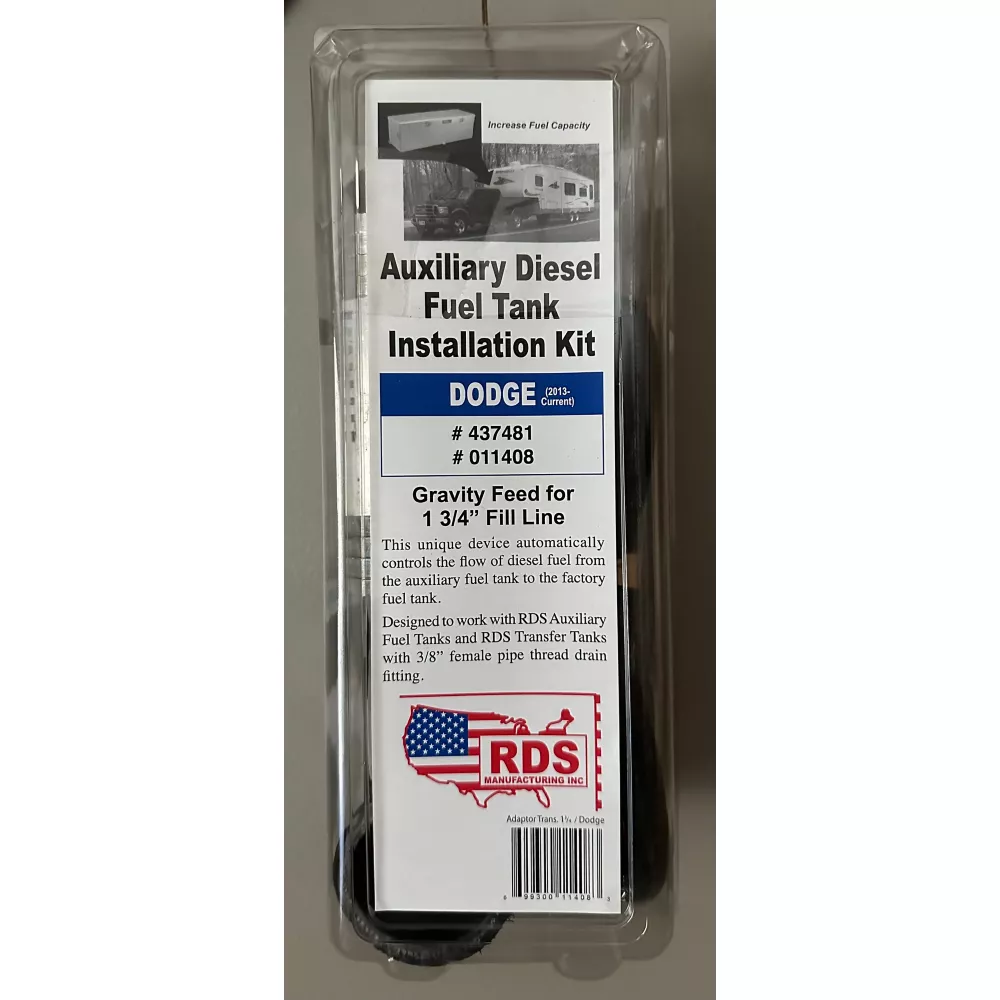 Increase Fuel Capacity
Auxiliary Diesel
Fuel Tank
Installation Kit
DODGE (2013-
Current)
# 437481
# 011408
Gravity Feed for
1 3/4” Fill Line
This unique device automatically
controls the flow of diesel fuel from
the auxiliary fuel tank to the factory
fuel tank.
Designed to work with RDS Auxiliary
Fuel Tanks and RDS Transfer Tanks
with 3/8” female pipe thread drain
fitting.
RDS
MANUFACTURING INC
Adaptor Trans. 1¾ / Dodge
99300 11408 3